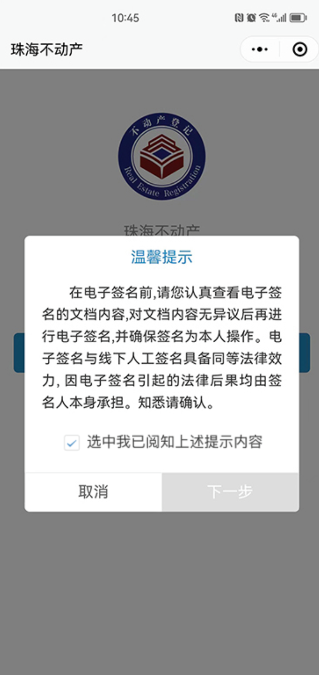 10:45
珠海不动产
不动产登记
Real Estate Registration
珠海不动产
温馨提示
在电子签名前,请您认真查看电子签
名的文档内容,对文档内容无异议后再进
行电子签名,并确保签名为本人操作。电
子签名与线下人工签名具备同等法律效
力, 因电子签名引起的法律后果均由签
名人本身承担。知悉请确认。
选中我已阅知上述提示内容
取消
下一步